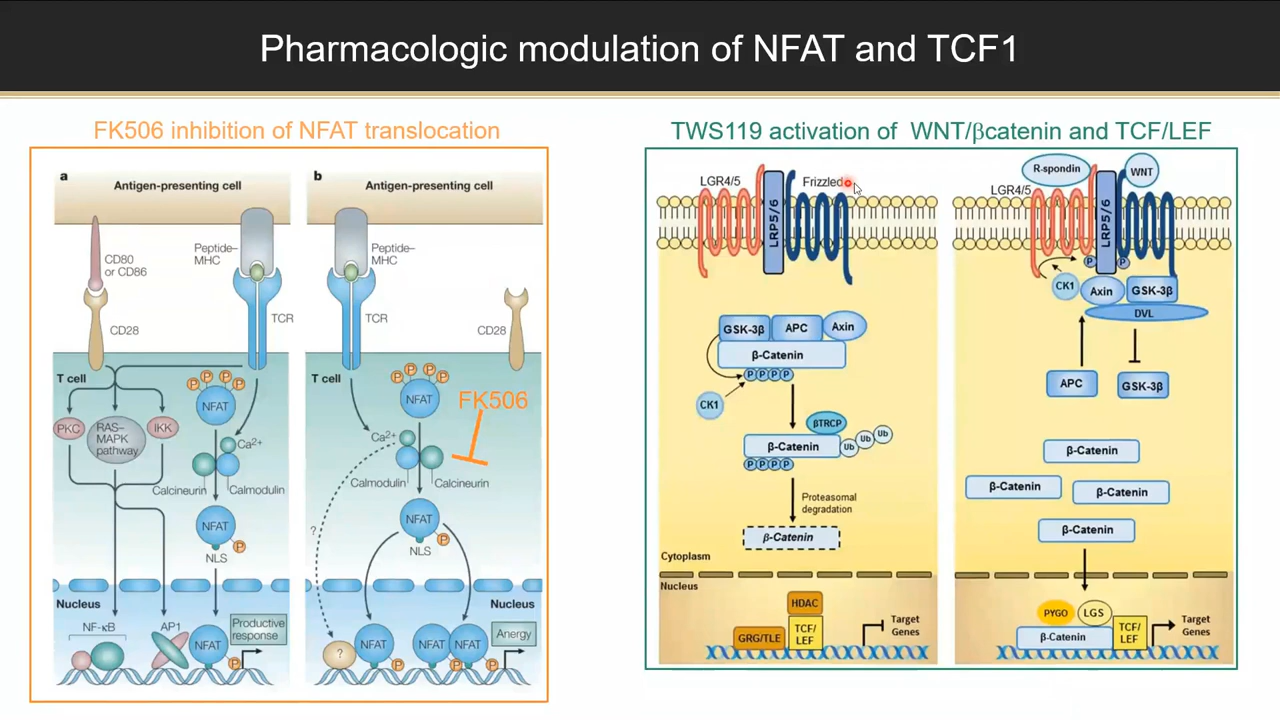 Pharmacologic modulation of NFAT and TCF1
FK506 inhibition of NFAT translocation
a
Antigen-presenting cell
CD80
or CD86
Peptide–
MHC
TCR
CD28
T cell
P P P P
NFAT
PKC
RAS–
MAPK
pathway
IKK
Ca2+
Calcineurin
Calmodulin
NFAT
P
NLS
Nucleus
NF-κB
AP1
NFAT
P
Productive
response
b
Antigen-presenting cell
Peptide–
MHC
TCR
CD28
T cell
P P P P
NFAT
FK506
Ca2+
Calmodulin
Calcineurin
?
NFAT
P
NLS
Nucleus
?
NFAT
P
NFAT
NFAT
P
P
Anergy
TWS119 activation of WNT/βcatenin and TCF/LEF
LGR4/5
LRP5/6
Frizzled
GSK-3β
APC
Axin
β-Catenin
P P P P
CK1
βTRCP
β-Catenin
Ub Ub Ub
P P P P
Proteasomal
degradation
β-Catenin
Cytoplasm
Nucleus
HDAC
GRG/TLE
TCF/
LEF
Target
Genes
R-spondin
WNT
LGR4/5
LRP5/6
P P
CK1
Axin
GSK-3β
DVL
APC
GSK-3β
β-Catenin
β-Catenin
β-Catenin
β-Catenin
PYGO
LGS
β-Catenin
TCF/
LEF
Target
Genes